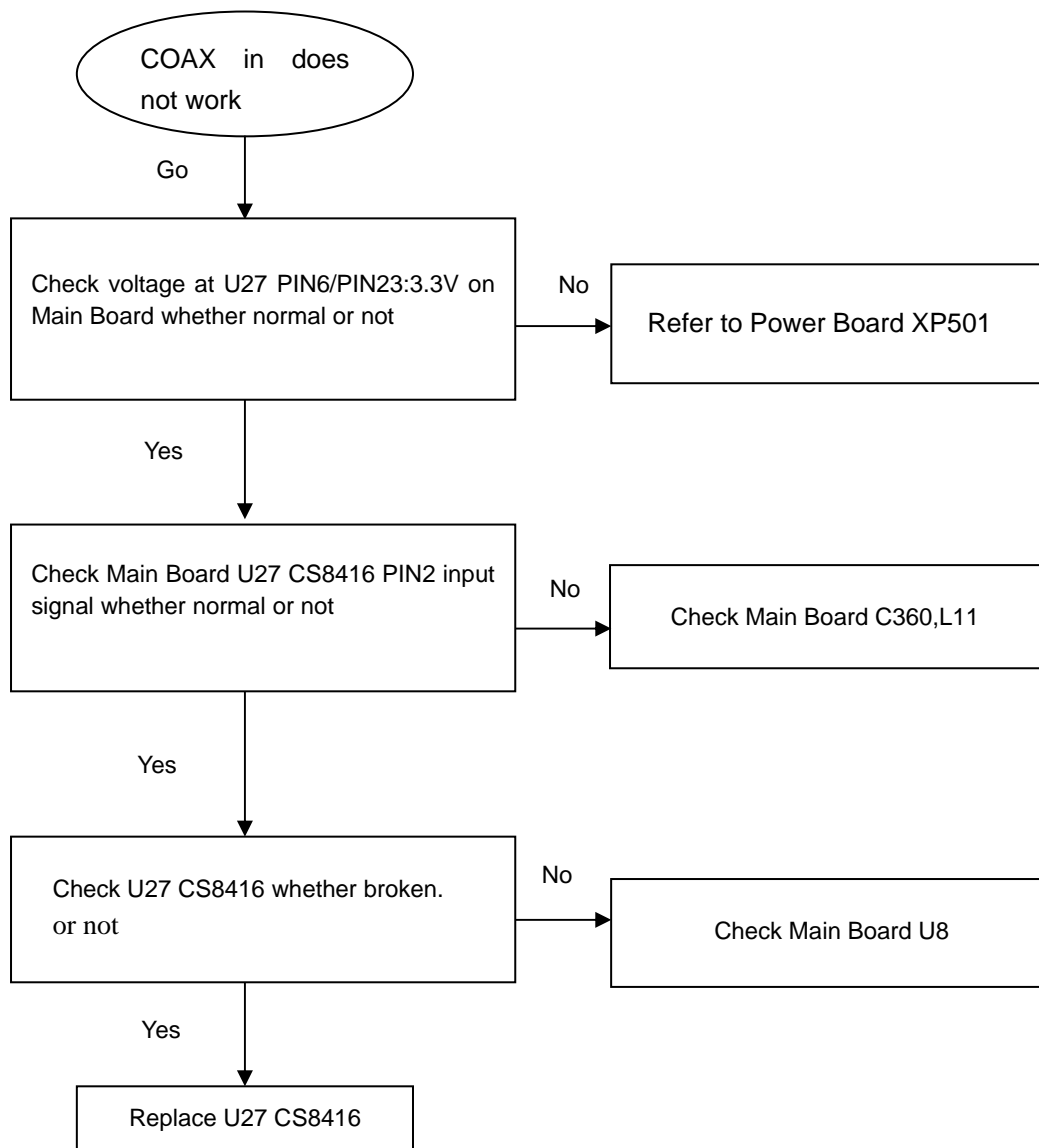 COAX in does
not work
Go
Check voltage at U27 PIN6/PIN23:3.3V on
Main Board whether normal or not
No
Refer to Power Board XP501
Yes
Check Main Board U27 CS8416 PIN2 input
signal whether normal or not
No
Check Main Board C360,L11
Yes
Check U27 CS8416 whether broken.
or not
No
Check Main Board U8
Yes
Replace U27 CS8416